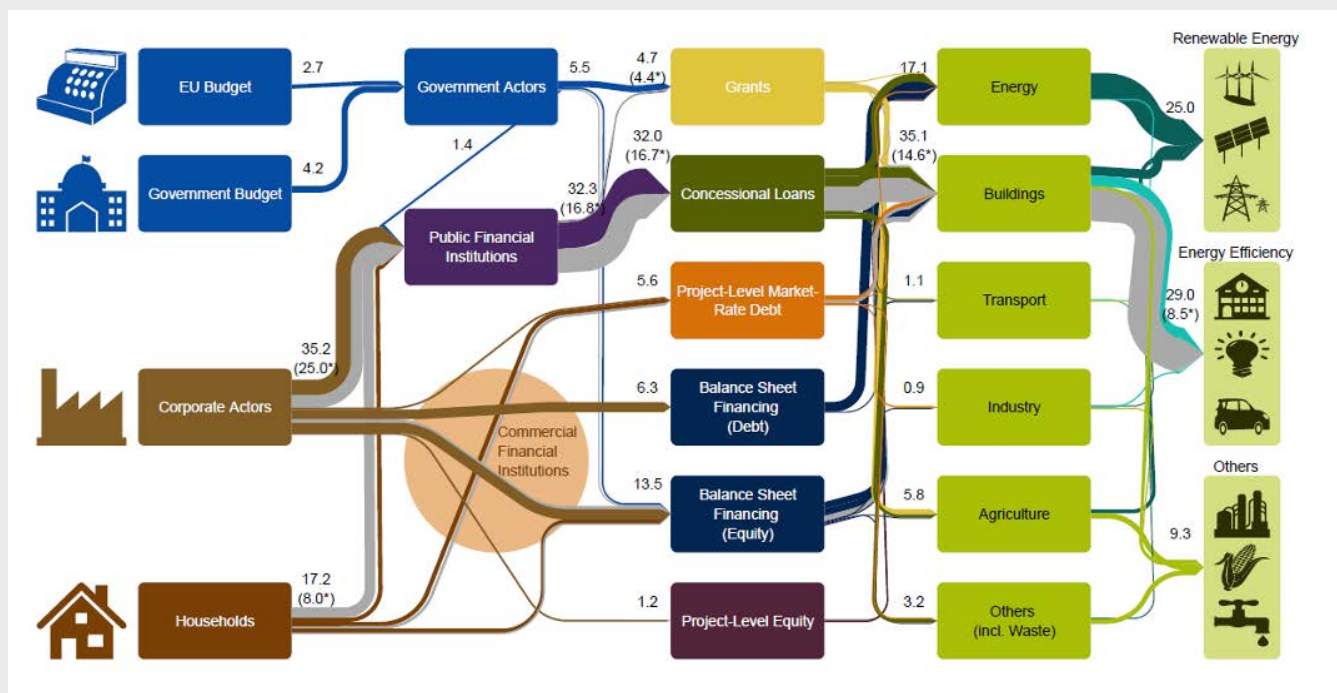 Renewable Energy
EU Budget
2.7
Government Actors
5.5
4.7
(4.4*)
Grants
17.1
Energy
25.0
1.4
Government Budget
4.2
32.3
(16.8*)
32.0
(16.7*)
Concessional Loans
35.1
(14.6*)
Buildings
Public Financial
Institutions
Energy Efficiency
5.6
Project-Level Market-
Rate Debt
1.1
Transport
29.0
(8.5*)
35.2
(25.0*)
Corporate Actors
6.3
Balance Sheet
Financing
(Debt)
0.9
Industry
Commercial
Financial
Institutions
Others
13.5
Balance Sheet
Financing
(Equity)
5.8
Agriculture
9.3
17.2
(8.0*)
Households
1.2
Project-Level Equity
3.2
Others
(incl. Waste)